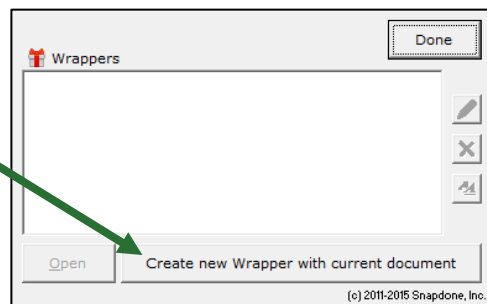 Done
Wrappers
Open
Create new Wrapper with current document
(c) 2011-2015 Snapdone, Inc.